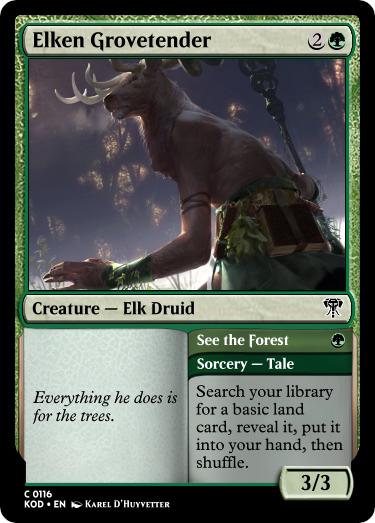 Elken Grovetender 2
Creature — Elk Druid
Everything he does is
for the trees.
See the Forest
Sorcery — Tale
Search your library
for a basic land
card, reveal it, put it
into your hand, then
shuffle.
3/3
C 0116
KOD • EN Karel D'Huyvetter